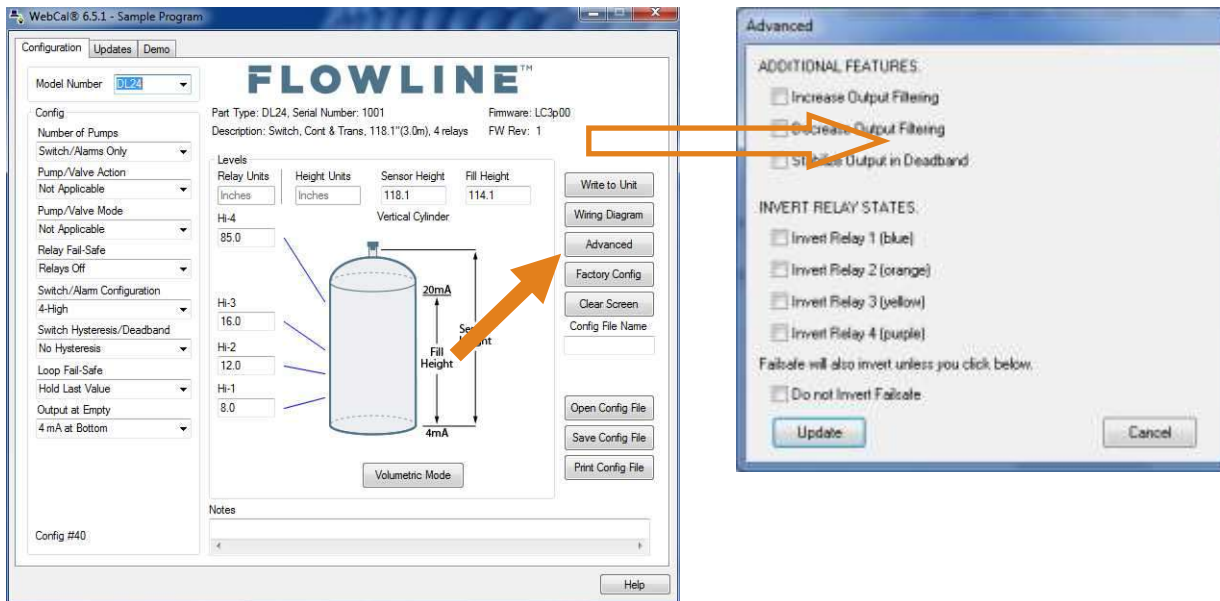 WebCal® 6.5.1 - Sample Program
Configuration Updates Demo
Model Number DL24
FLOWLINE™
Part Type: DL24, Serial Number: 1001 Firmware: LC3p00
Description: Switch, Cont & Trans, 118.1"(3.0m), 4 relays FW Rev: 1
Config
Number of Pumps
Switch/Alarms Only
Pump/Valve Action
Not Applicable
Pump/Valve Mode
Not Applicable
Relay Fail-Safe
Relays Off
Switch/Alarm Configuration
4-High
Switch Hysteresis/Deadband
No Hysteresis
Loop Fail-Safe
Hold Last Value
Output at Empty
4 mA at Bottom
Config #40
Levels
Relay Units Height Units Sensor Height Fill Height
Inches Inches 118.1 114.1
Hi-4 Vertical Cylinder
85.0
20mA
Hi-3
16.0
Hi-2
12.0
Fill
Height
Hi-1
8.0
4mA
Volumetric Mode
Notes
Write to Unit
Wiring Diagram
Advanced
Factory Config
Clear Screen
Config File Name
Open Config File
Save Config File
Print Config File
Help
Advanced
ADDITIONAL FEATURES.
Increase Output Filtering
Decrease Output Filtering
Output in Deadband
INVERT RELAY STATES.
Invert Relay 1 (blue)
Invert Relay 2 (orange)
Invert Relay 3 (yellow)
Invert Relay 4 (purple)
Failsafe will also invert unless you click below.
Do not Invert Failsafe
Update Cancel